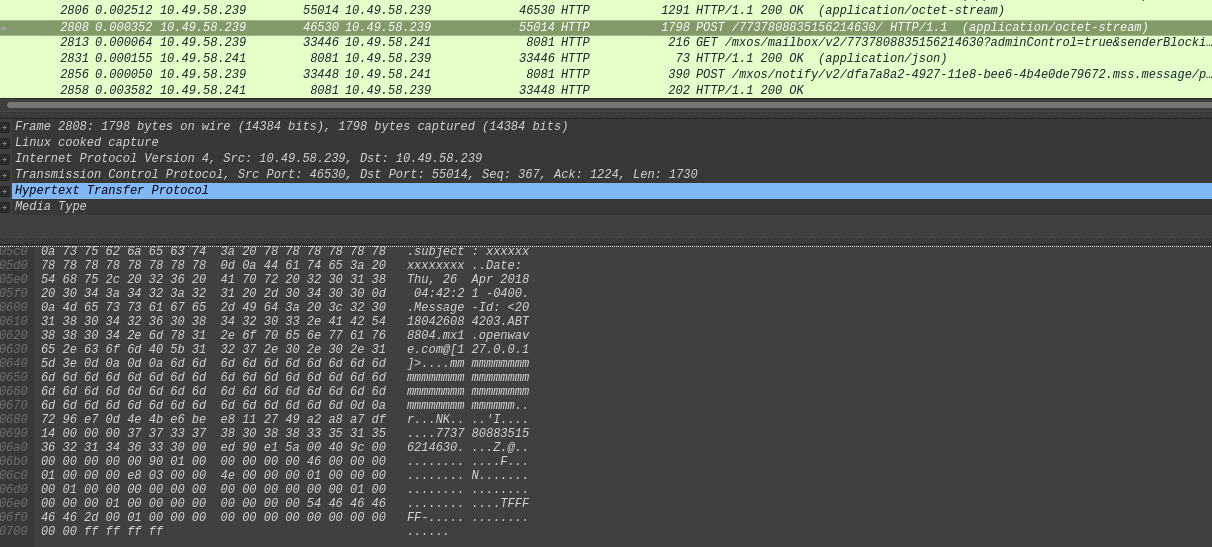 2806 0.002512 10.49.58.239 55014 10.49.58.239 46530 HTTP 1291 HTTP/1.1 200 OK (application/octet-stream)
2808 0.000352 10.49.58.239 46530 10.49.58.239 55014 HTTP 1798 POST /7737808835156214630/ HTTP/1.1 (application/octet-stream)
2813 0.000064 10.49.58.239 33446 10.49.58.241 8081 HTTP 216 GET /mxos/mailbox/v2/7737808835156214630?adminControl=true&senderBlocki…
2831 0.000155 10.49.58.241 8081 10.49.58.239 33446 HTTP 73 HTTP/1.1 200 OK (application/json)
2856 0.000050 10.49.58.239 33448 10.49.58.241 8081 HTTP 390 POST /mxos/notify/v2/dfa7a8a2-4927-11e8-bee6-4b4e0de79672.mss.message/p…
2858 0.003582 10.49.58.241 8081 10.49.58.239 33448 HTTP 202 HTTP/1.1 200 OK
Frame 2808: 1798 bytes on wire (14384 bits), 1798 bytes captured (14384 bits)
Linux cooked capture
Internet Protocol Version 4, Src: 10.49.58.239, Dst: 10.49.58.239
Transmission Control Protocol, Src Port: 46530, Dst Port: 55014, Seq: 367, Ack: 1224, Len: 1730
Hypertext Transfer Protocol
Media Type
05c0 0a 73 75 62 6a 65 63 74 3a 20 78 78 78 78 78 78 .subject : xxxxxx
05d0 78 78 78 78 78 78 78 78 0d 0a 44 61 74 65 3a 20 xxxxxxxx ..Date:
05e0 54 68 75 2c 20 32 36 20 41 70 72 20 32 30 31 38 Thu, 26 Apr 2018
05f0 20 30 34 3a 34 32 3a 32 31 20 2d 30 34 30 30 0d 04:42:2 1 -0400.
0600 0a 4d 65 73 73 61 67 65 2d 49 64 3a 20 3c 32 30 .Message -Id: <20
0610 31 38 30 34 32 36 30 38 34 32 30 33 2e 41 42 54 18042608 4203.ABT
0620 38 38 30 34 2e 6d 78 31 2e 6f 70 65 6e 77 61 76 8804.mx1 .openwav
0630 65 2e 63 6f 6d 40 5b 31 32 37 2e 30 2e 30 2e 31 e.com@[1 27.0.0.1
0640 5d 3e 0d 0a 0d 0a 6d 6d 6d 6d 6d 6d 6d 6d 6d 6d ]>....mm mmmmmmmm
0650 6d 6d 6d 6d 6d 6d 6d 6d 6d 6d 6d 6d 6d 6d 6d 6d mmmmmmmm mmmmmmmm
0660 6d 6d 6d 6d 6d 6d 6d 6d 6d 6d 6d 6d 6d 6d 6d 6d mmmmmmmm mmmmmmmm
0670 6d 6d 6d 6d 6d 6d 6d 6d 6d 6d 6d 6d 6d 6d 0d 0a mmmmmmmm mmmmmm..
0680 72 96 e7 0d 4e 4b e6 be e8 11 27 49 a2 a8 a7 df r...NK.. ..'I....
0690 14 00 00 00 37 37 33 37 38 30 38 38 33 35 31 35 ....7737 80883515
06a0 36 32 31 34 36 33 30 00 ed 90 e1 5a 00 40 9c 00 6214630. ...Z.@..
06b0 00 00 00 00 00 90 01 00 00 00 00 00 46 00 00 00 ........ ....F...
06c0 01 00 00 00 e8 03 00 00 4e 00 00 00 01 00 00 00 ........ N.......
06d0 00 01 00 00 00 00 00 00 00 00 00 00 00 00 01 00 ........ ........
06e0 00 00 00 01 00 00 00 00 00 00 00 00 54 46 46 46 ........ ....TFFF
06f0 46 46 2d 00 01 00 00 00 00 00 00 00 00 00 00 00 FF-..... ........
0700 00 00 ff ff ff ff ......